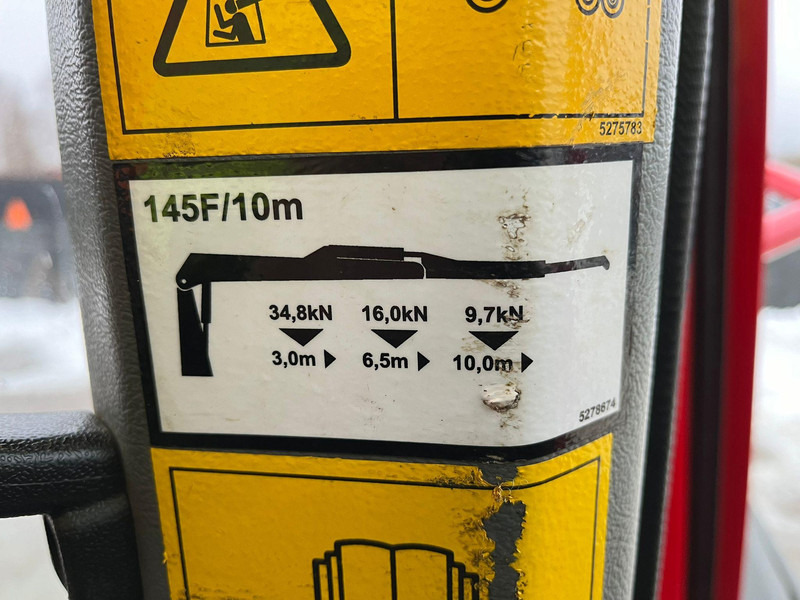 5275783
145F/10m
34,8kN 16,0kN 9,7kN
3,0m 6,5m 10,0m
5278674